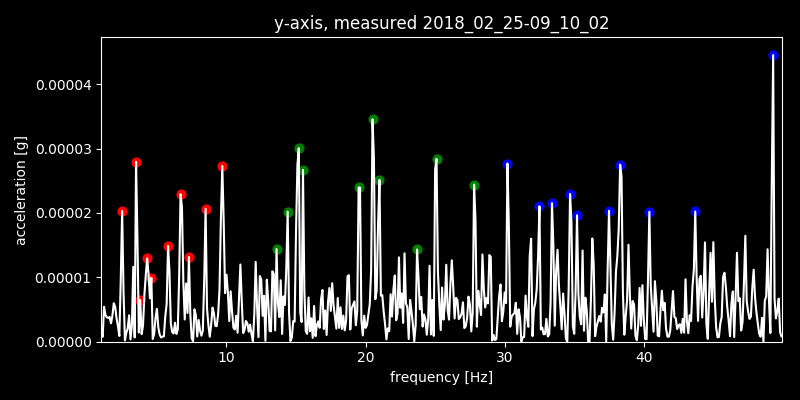 y-axis, measured 2018_02_25-09_10_02
acceleration [g]
0.00004
0.00003
0.00002
0.00001
0.00000
10 20 30 40
frequency [Hz]